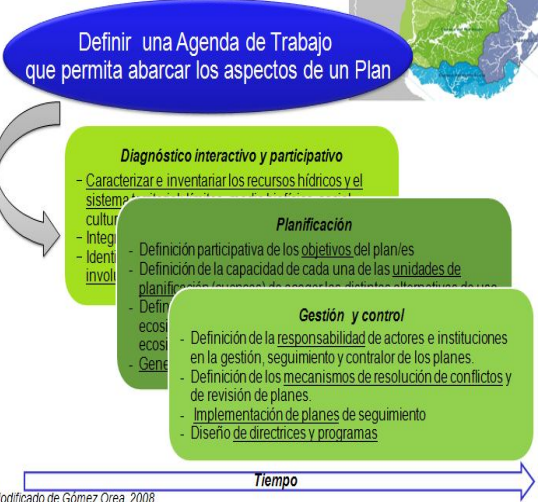 Definir una Agenda de Trabajo
que permita abarcar los aspectos de un Plan
Diagnóstico interactivo y participativo
- Caracterizar e inventariar los recursos hídricos y el
sistema
cultur
- Integ
- Identi
involu
Planificación
- Definición participativa de los objetivos del plan/es
- Definición de la capacidad de cada una de las unidades de
planific
- Defin
ecosi
ecosi
- Gene
Gestión y control
- Definición de la responsabilidad de actores e instituciones
en la gestión, seguimiento y contralor de los planes.
- Definición de los mecanismos de resolución de conflictos y
de revisión de planes.
- Implementación de planes de seguimiento
- Diseño de directrices y programas
Tiempo
Modificado de Gómez Orea, 2008